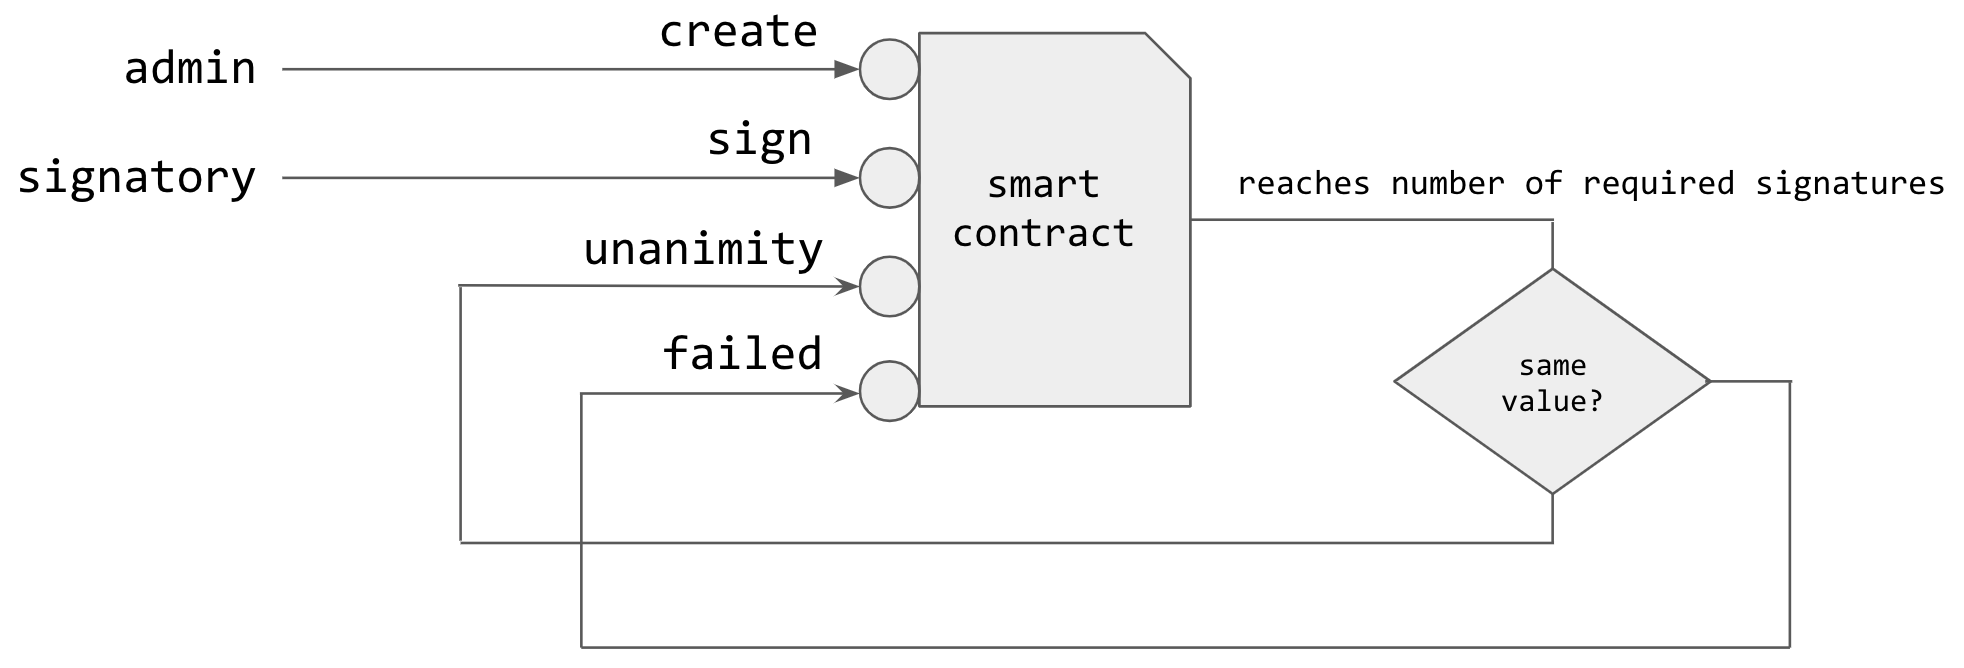 create
admin
sign
signatory
smart
contract
reaches number of required signatures
unanimity
failed
same
value?